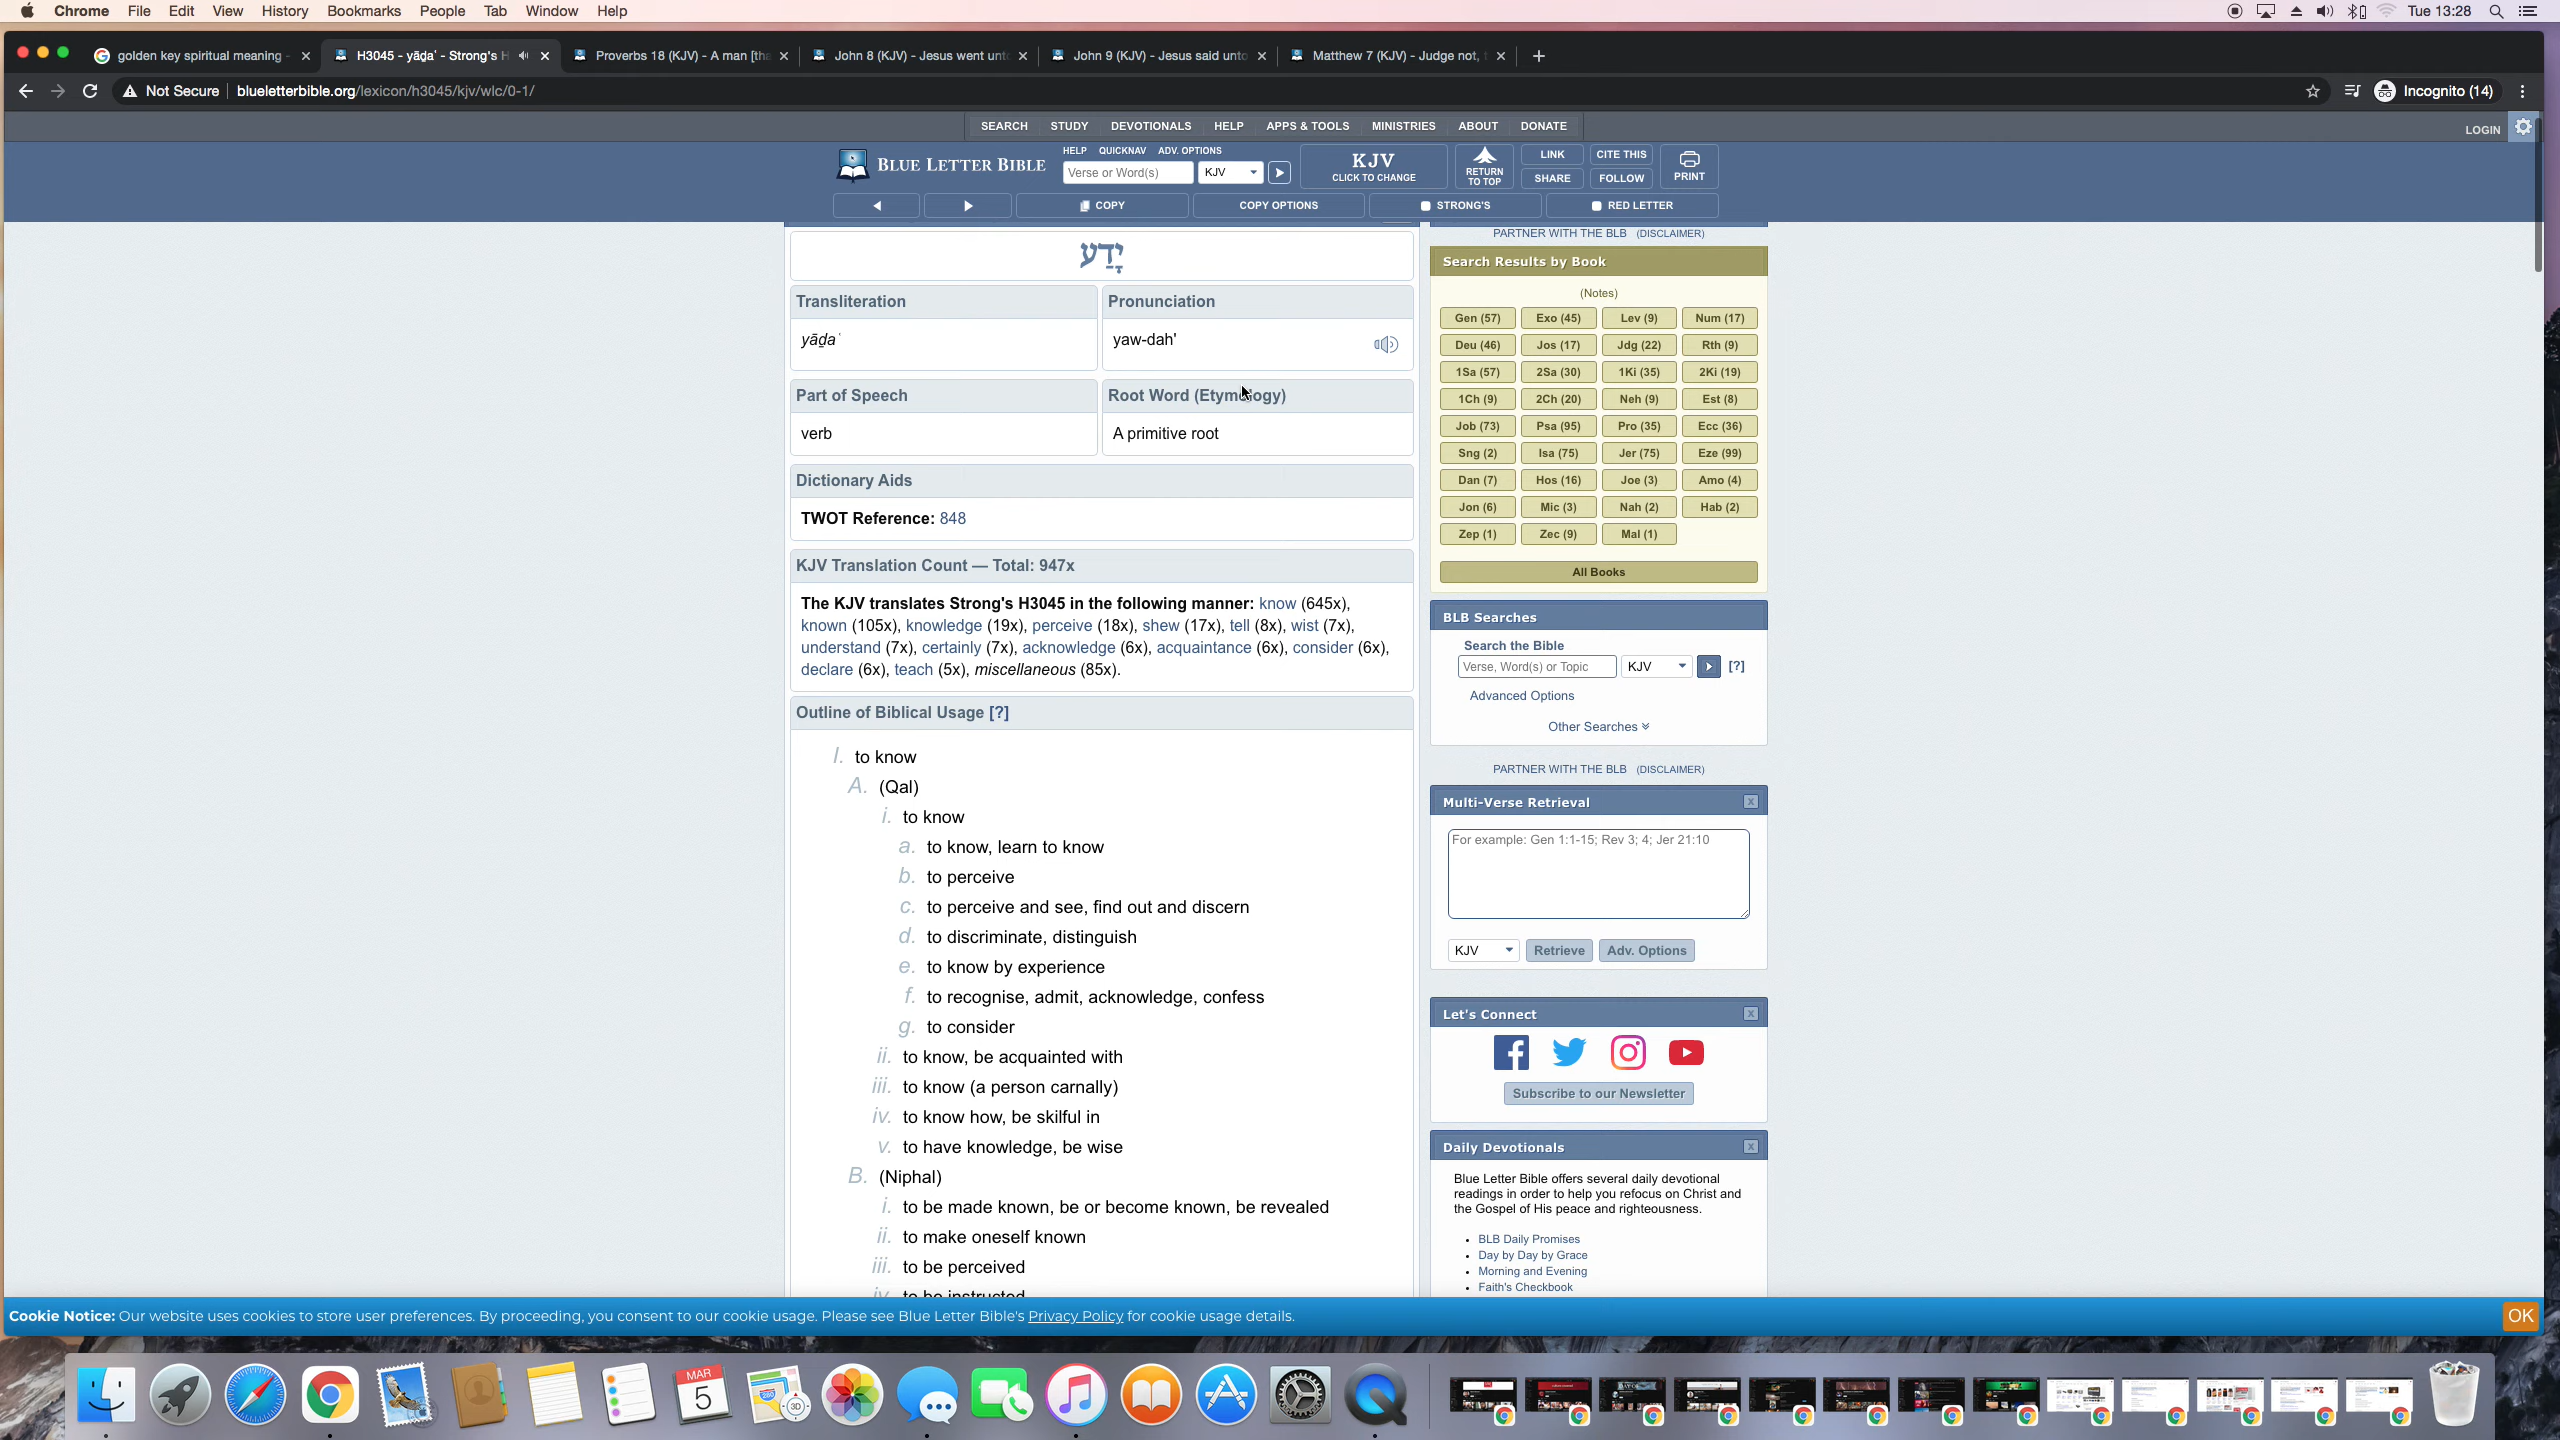 Chrome File Edit View History Bookmarks People Tab Window Help Tue 13:28
golden key spiritual meaning - H3045 - yāḏaʿ - Strong's H Proverbs 18 (KJV) - A man [tha John 8 (KJV) - Jesus went unto John 9 (KJV) - Jesus said unto Matthew 7 (KJV) - Judge not, t
Not Secure blueletterbible.org/lexicon/h3045/kjv/wlc/0-1/ Incognito (14)
SEARCH STUDY DEVOTIONALS HELP APPS & TOOLS MINISTRIES ABOUT DONATE LOGIN
HELP QUICKNAV ADV. OPTIONS
BLUE LETTER BIBLE
Verse or Word(s) KJV
KJV
CLICK TO CHANGE
RETURN
TO TOP
LINK CITE THIS
SHARE FOLLOW
PRINT
COPY COPY OPTIONS STRONG'S RED LETTER
יָדַע
Transliteration
yāḏaʿ
Pronunciation
yaw-dah'
Part of Speech
verb
Root Word (Etymology)
A primitive root
Dictionary Aids
TWOT Reference: 848
KJV Translation Count — Total: 947x
The KJV translates Strong's H3045 in the following manner: know (645x),
known (105x), knowledge (19x), perceive (18x), shew (17x), tell (8x), wist (7x),
understand (7x), certainly (7x), acknowledge (6x), acquaintance (6x), consider (6x),
declare (6x), teach (5x), miscellaneous (85x).
Outline of Biblical Usage [?]
I. to know
A. (Qal)
i. to know
a. to know, learn to know
b. to perceive
c. to perceive and see, find out and discern
d. to discriminate, distinguish
e. to know by experience
f. to recognise, admit, acknowledge, confess
g. to consider
ii. to know, be acquainted with
iii. to know (a person carnally)
iv. to know how, be skilful in
v. to have knowledge, be wise
B. (Niphal)
i. to be made known, be or become known, be revealed
ii. to make oneself known
iii. to be perceived
iv. to be instructed
PARTNER WITH THE BLB (DISCLAIMER)
Search Results by Book
(Notes)
Gen (57) Exo (45) Lev (9) Num (17)
Deu (46) Jos (17) Jdg (22) Rth (9)
1Sa (57) 2Sa (30) 1Ki (35) 2Ki (19)
1Ch (9) 2Ch (20) Neh (9) Est (8)
Job (73) Psa (95) Pro (35) Ecc (36)
Sng (2) Isa (75) Jer (75) Eze (99)
Dan (7) Hos (16) Joe (3) Amo (4)
Jon (6) Mic (3) Nah (2) Hab (2)
Zep (1) Zec (9) Mal (1)
All Books
BLB Searches
Search the Bible
Verse, Word(s) or Topic KJV [?]
Advanced Options
Other Searches
PARTNER WITH THE BLB (DISCLAIMER)
Multi-Verse Retrieval x
For example: Gen 1:1-15; Rev 3; 4; Jer 21:10
KJV Retrieve Adv. Options
Let's Connect x
Subscribe to our Newsletter
Daily Devotionals x
Blue Letter Bible offers several daily devotional
readings in order to help you refocus on Christ and
the Gospel of His peace and righteousness.
BLB Daily Promises
Day by Day by Grace
Morning and Evening
Faith's Checkbook
Cookie Notice: Our website uses cookies to store user preferences. By proceeding, you consent to our cookie usage. Please see Blue Letter Bible's Privacy Policy for cookie usage details. OK
MAR
5
3D